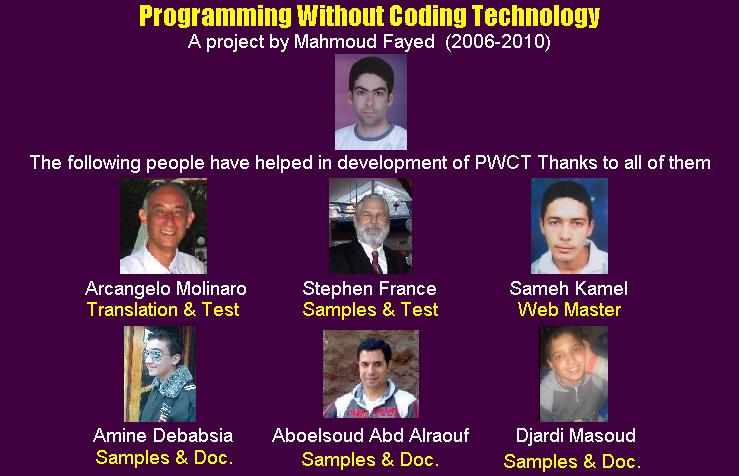 Programming Without Coding Technology
A project by Mahmoud Fayed (2006-2010)
The following people have helped in development of PWCT Thanks to all of them
Arcangelo Molinaro Stephen France Sameh Kamel
Translation & Test Samples & Test Web Master
Amine Debabsia Aboelsoud Abd Alraouf Djardi Masoud
Samples & Doc. Samples & Doc. Samples & Doc.